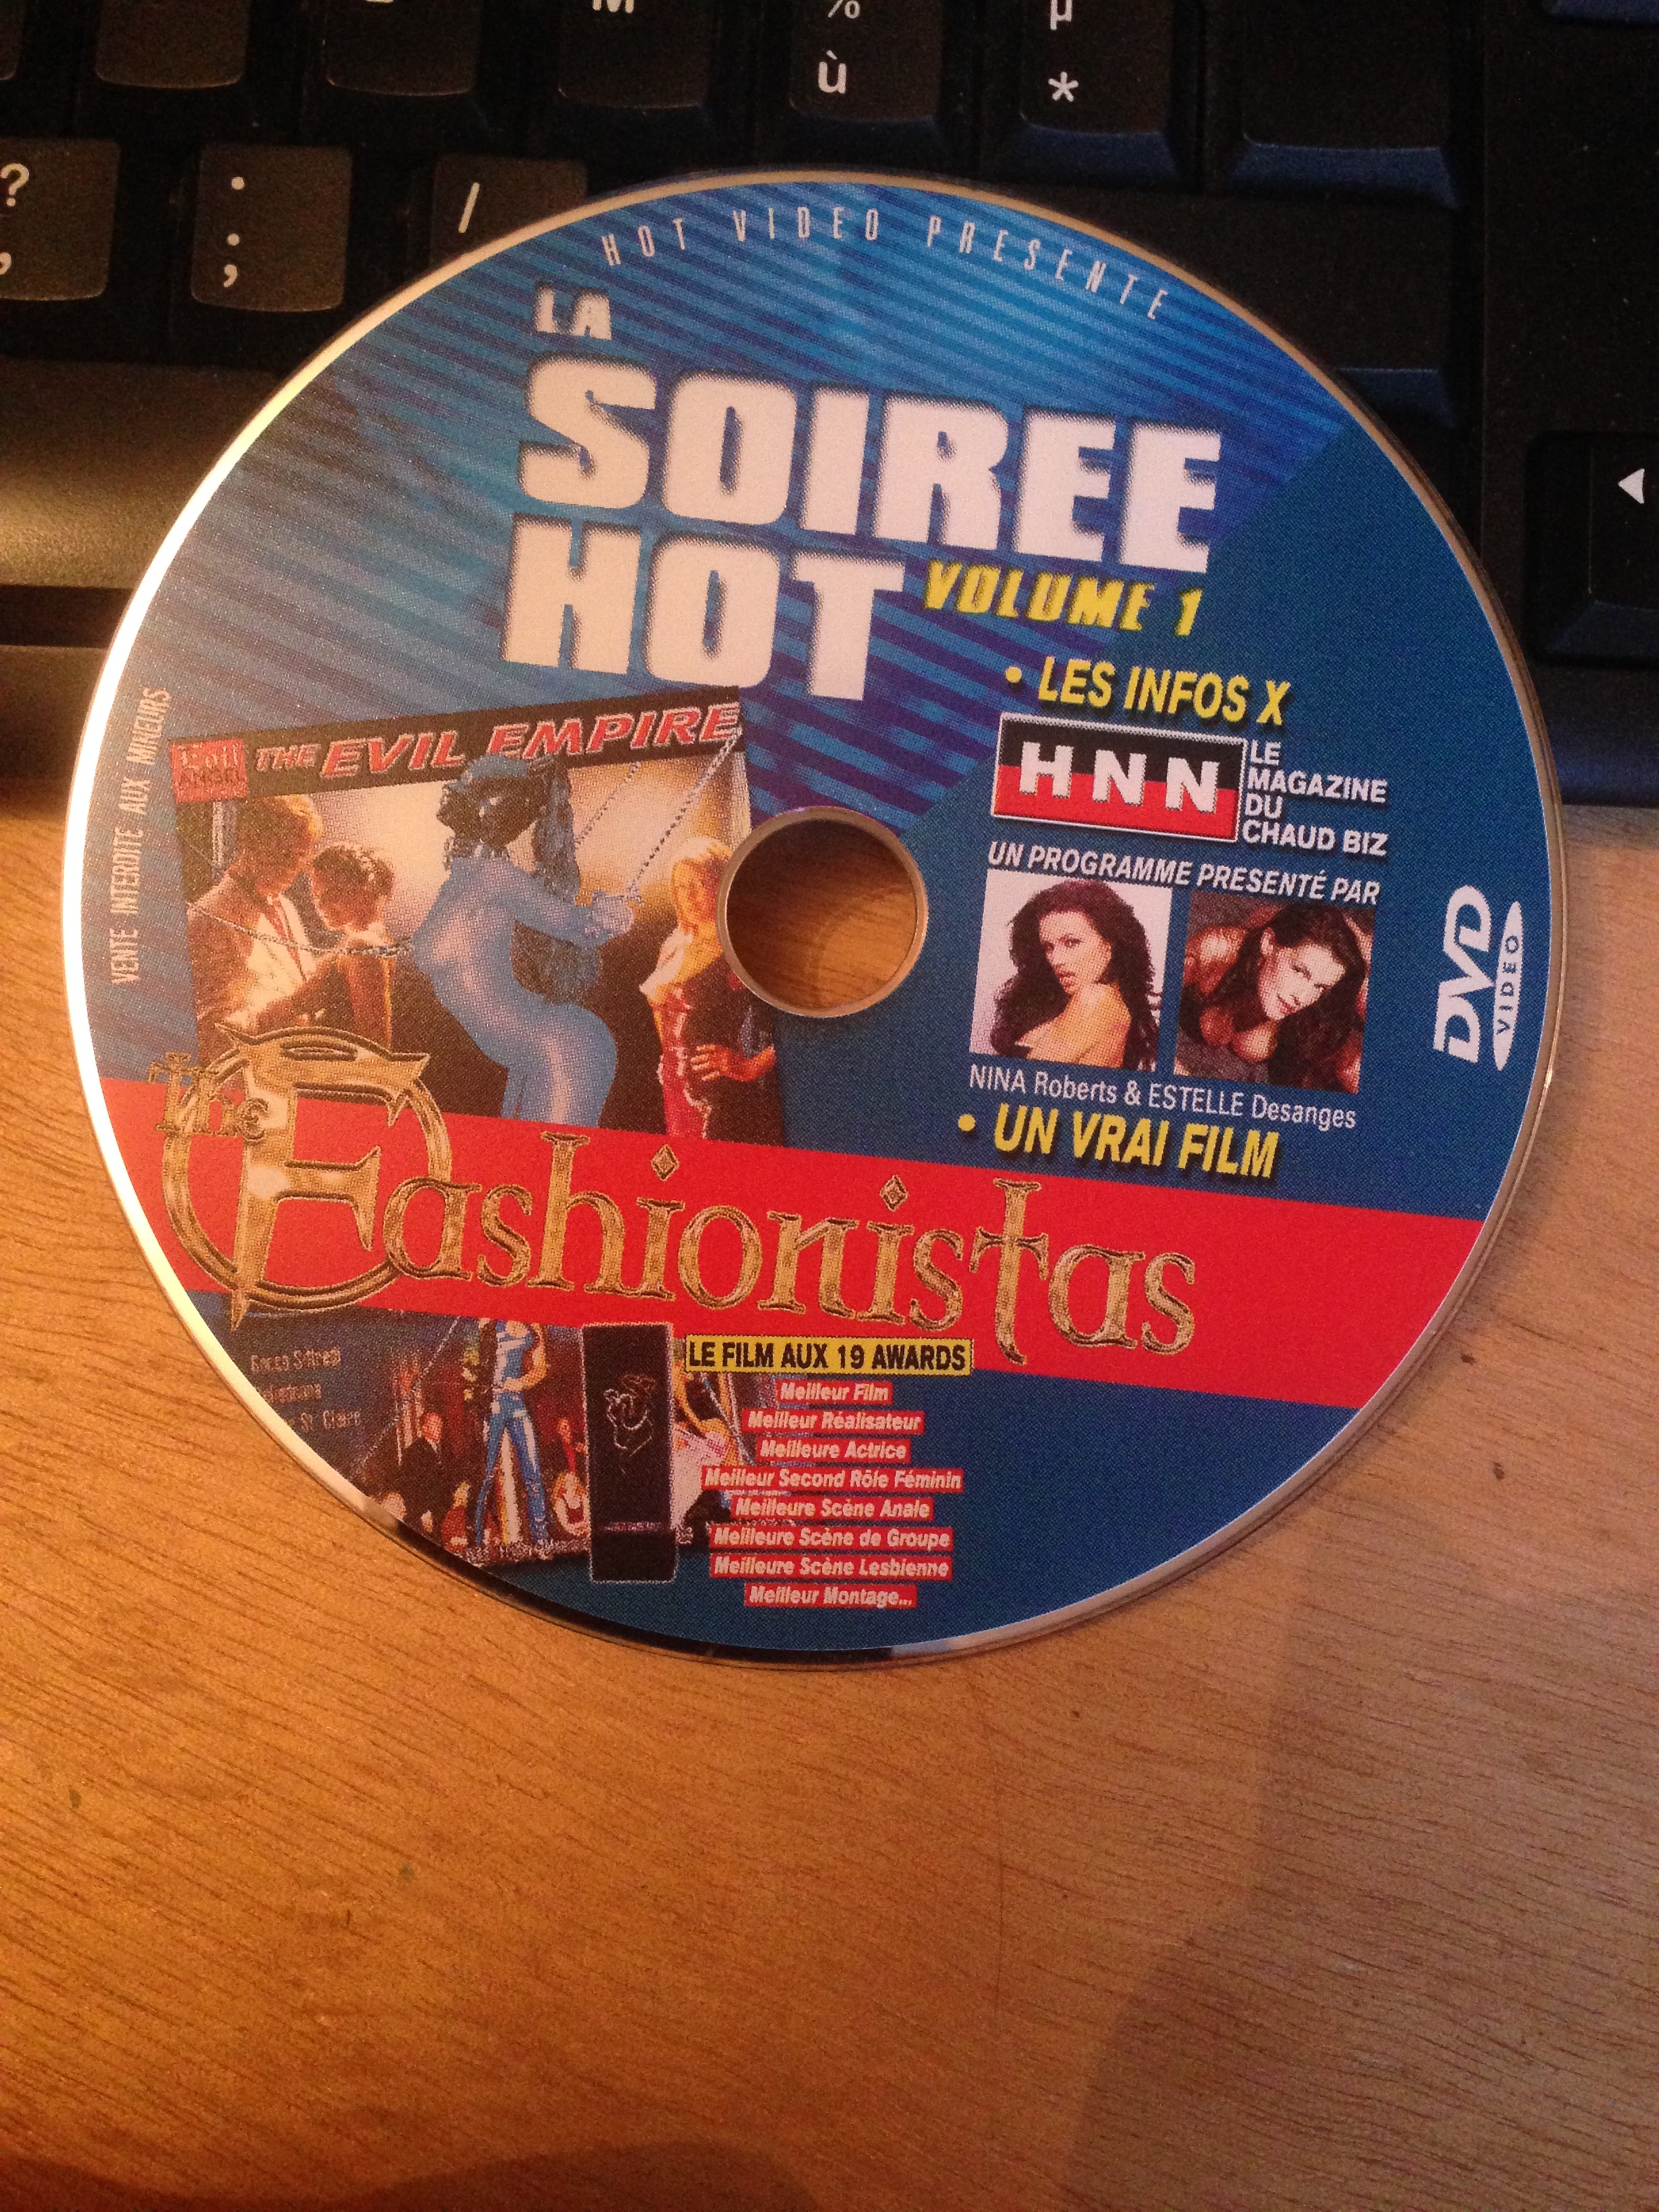 M
%
ù
µ
*
?
,
.
;
/
HOT VIDEO PRESENTE
LA
SOIREE
HOT
VOLUME 1
• LES INFOS X
HNN
LE
MAGAZINE
DU
CHAUD BIZ
UN PROGRAMME PRESENTÉ PAR
NINA Roberts & ESTELLE Desanges
• UN VRAI FILM
VENTE INTERDITE AUX MINEURS
THE EVIL EMPIRE
DVD
VIDEO
The Fashionistas
LE FILM AUX 19 AWARDS
Meilleur Film
Meilleur Réalisateur
Meilleure Actrice
Meilleur Second Rôle Féminin
Meilleure Scène Anale
Meilleure Scène de Groupe
Meilleure Scène Lesbienne
Meilleur Montage...